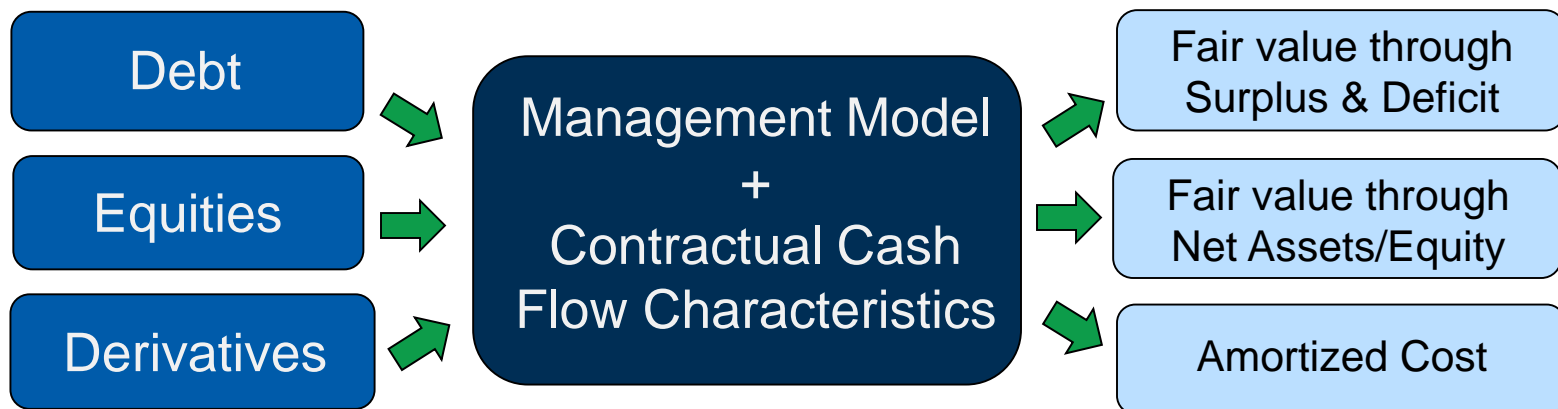 Debt
Equities
Derivatives
Management Model
+
Contractual Cash
Flow Characteristics
Fair value through
Surplus & Deficit
Fair value through
Net Assets/Equity
Amortized Cost